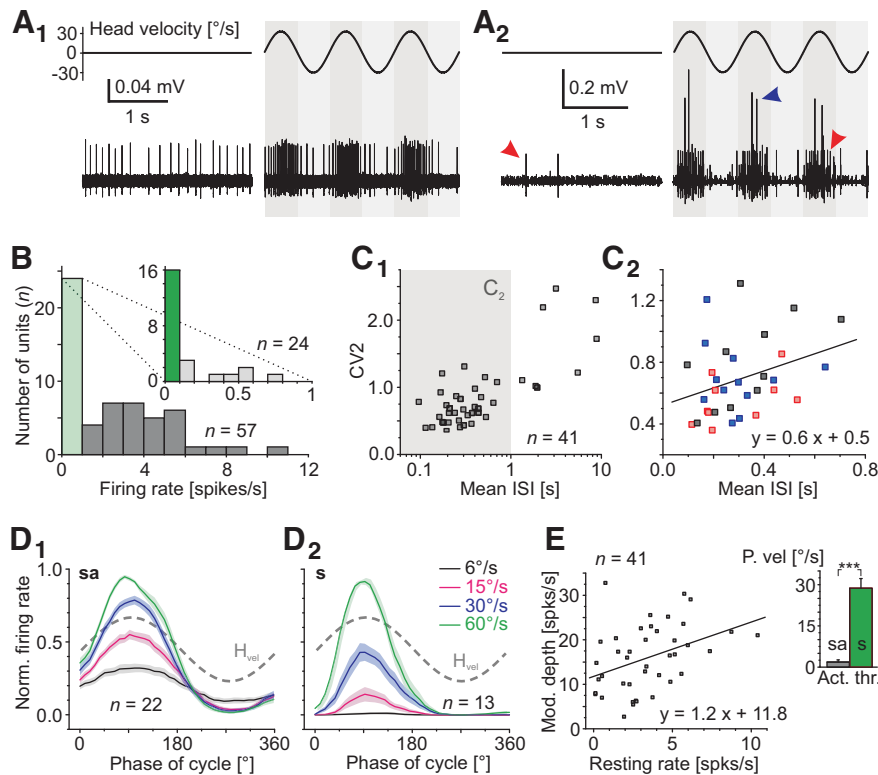 A1
Head velocity [°/s]
30
0
-30
0.04 mV
1 s
A2
0.2 mV
1 s
B
Number of units (n)
20
10
0
16
8
0
0
0.5
1
n = 24
n = 57
0
4
8
12
Firing rate [spikes/s]
C1
CV2
2.0
1.0
0.0
C2
n = 41
0.1
1
10
Mean ISI [s]
C2
1.2
0.8
0.4
y = 0.6 x + 0.5
0.0
0.4
0.8
Mean ISI [s]
D1
sa
Norm. firing rate
1.0
0.5
0.0
Hvel
n = 22
0
180
360
Phase of cycle [°]
D2
s
6°/s
15°/s
30°/s
60°/s
Hvel
n = 13
0
180
360
Phase of cycle [°]
E
n = 41
Mod. depth [spks/s]
30
20
10
0
y = 1.2 x + 11.8
0
5
10
Resting rate [spks/s]
P. vel [°/s]
***
30
15
0
sa
s
Act. thr.